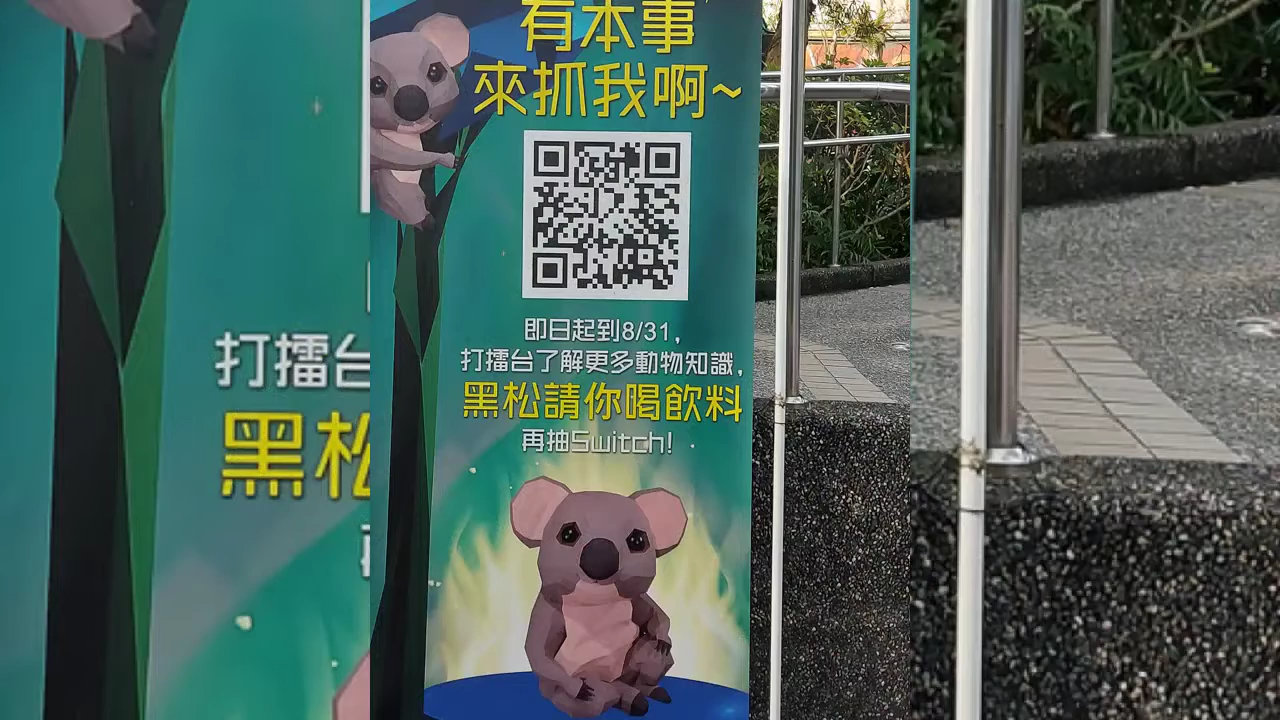 有本事
來抓我啊~
即日起到8/31,
打擂台了解更多動物知識,
黑松請你喝飲料
再抽Switch!
打擂台
黑松